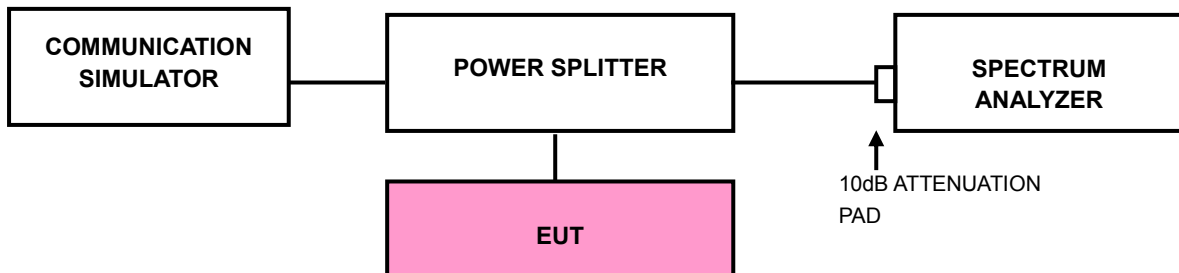 COMMUNICATION
SIMULATOR
POWER SPLITTER
SPECTRUM
ANALYZER
10dB ATTENUATION
PAD
EUT